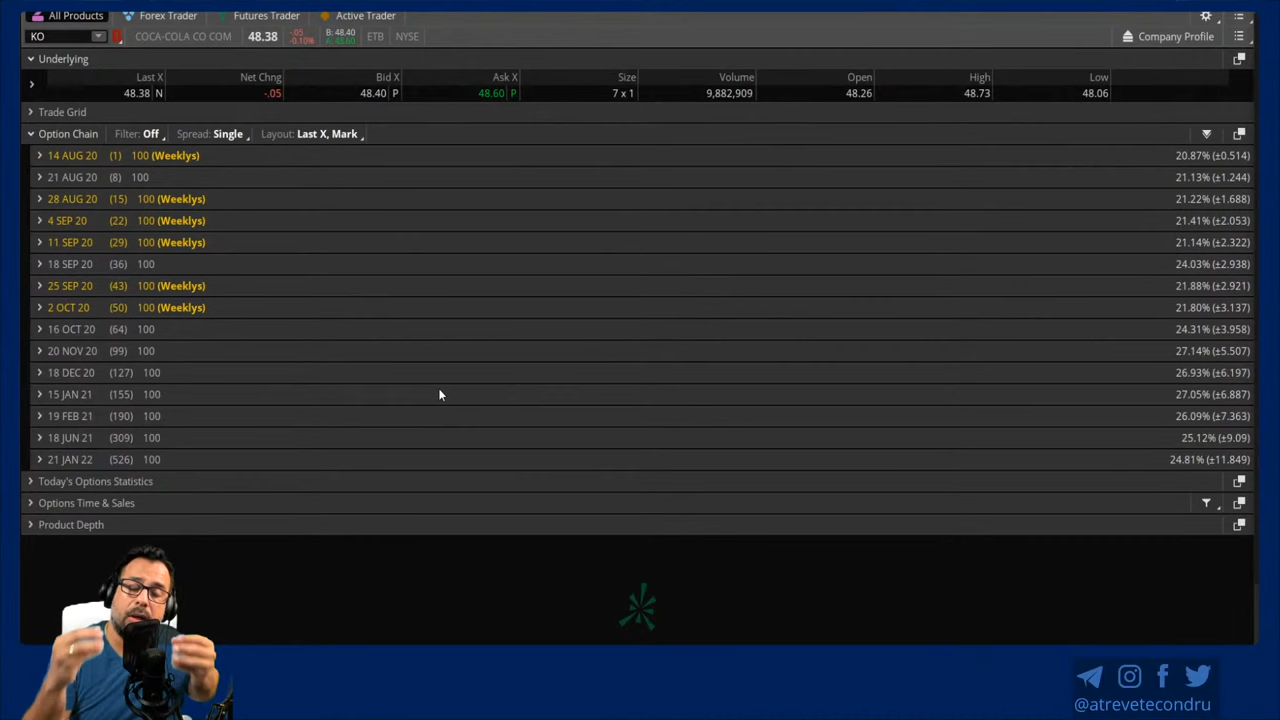 All Products Forex Trader Futures Trader Active Trader
KO COCA-COLA CO COM 48.38 -.05 -0.10% B: 48.40 A: 48.60 ETB NYSE Company Profile
Underlying
Last X Net Chng Bid X Ask X Size Volume Open High Low
48.38 N -.05 48.40 P 48.60 P 7 x 1 9,882,909 48.26 48.73 48.06
Trade Grid
Option Chain Filter: Off Spread: Single Layout: Last X, Mark
14 AUG 20 (1) 100 (Weeklys) 20.87% (±0.514)
21 AUG 20 (8) 100 21.13% (±1.244)
28 AUG 20 (15) 100 (Weeklys) 21.22% (±1.688)
4 SEP 20 (22) 100 (Weeklys) 21.41% (±2.053)
11 SEP 20 (29) 100 (Weeklys) 21.14% (±2.322)
18 SEP 20 (36) 100 24.03% (±2.938)
25 SEP 20 (43) 100 (Weeklys) 21.88% (±2.921)
2 OCT 20 (50) 100 (Weeklys) 21.80% (±3.137)
16 OCT 20 (64) 100 24.31% (±3.958)
20 NOV 20 (99) 100 27.14% (±5.507)
18 DEC 20 (127) 100 26.93% (±6.197)
15 JAN 21 (155) 100 27.05% (±6.887)
19 FEB 21 (190) 100 26.09% (±7.363)
18 JUN 21 (309) 100 25.12% (±9.09)
21 JAN 22 (526) 100 24.81% (±11.849)
Today's Options Statistics
Options Time & Sales
Product Depth
@atrevetecondru